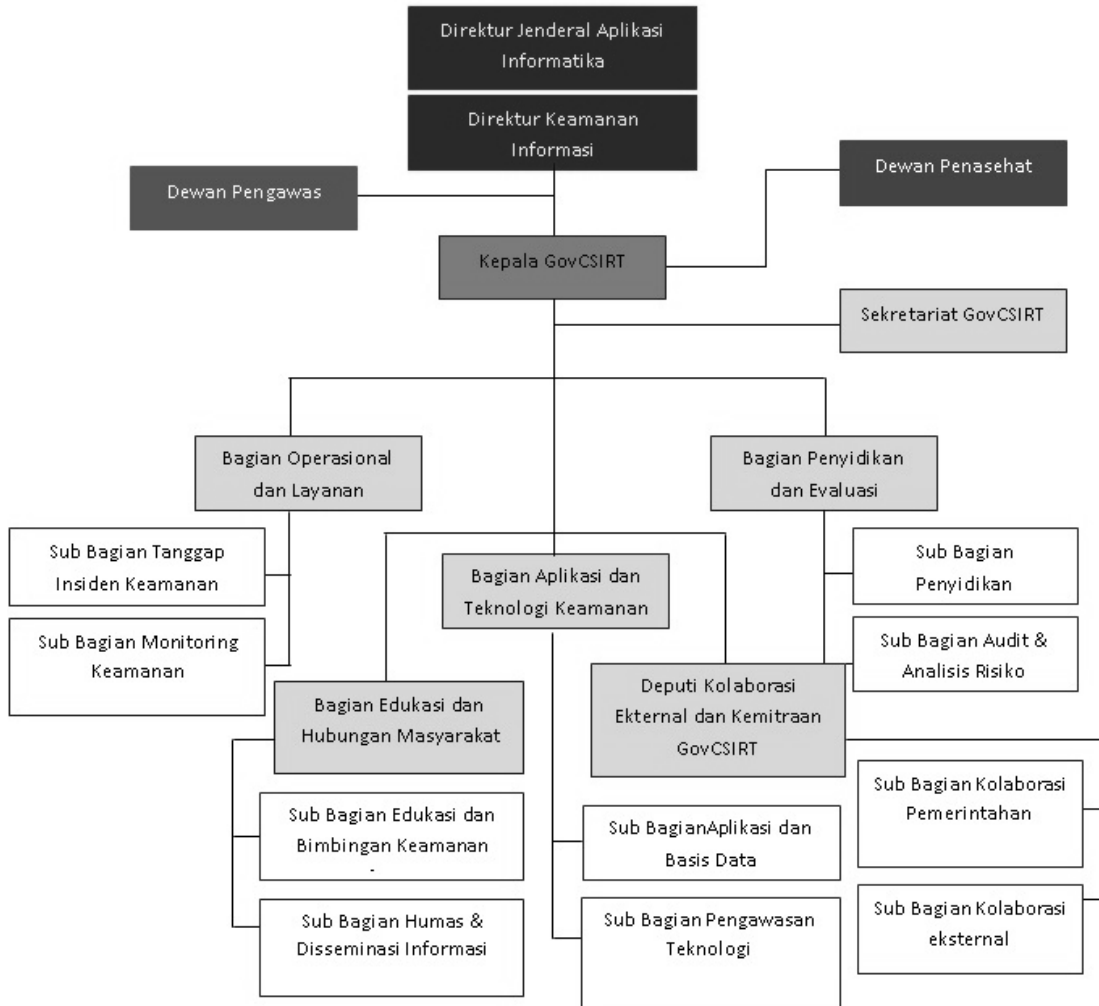 Direktur Jenderal Aplikasi
Informatika
Direktur Keamanan
Informasi
Dewan Pengawas
Dewan Penasehat
Kepala GovCSIRT
Sekretariat GovCSIRT
Bagian Operasional
dan Layanan
Bagian Penyidikan
dan Evaluasi
Sub Bagian Tanggap
Insiden Keamanan
Sub Bagian Monitoring
Keamanan
Bagian Aplikasi dan
Teknologi Keamanan
Sub Bagian
Penyidikan
Sub Bagian Audit &
Analisis Risiko
Bagian Edukasi dan
Hubungan Masyarakat
Deputi Kolaborasi
Ekternal dan Kemitraan
GovCSIRT
Sub Bagian Edukasi dan
Bimbingan Keamanan
Sub Bagian Humas &
Disseminasi Informasi
Sub BagianAplikasi dan
Basis Data
Sub Bagian Pengawasan
Teknologi
Sub Bagian Kolaborasi
Pemerintahan
Sub Bagian Kolaborasi
eksternal